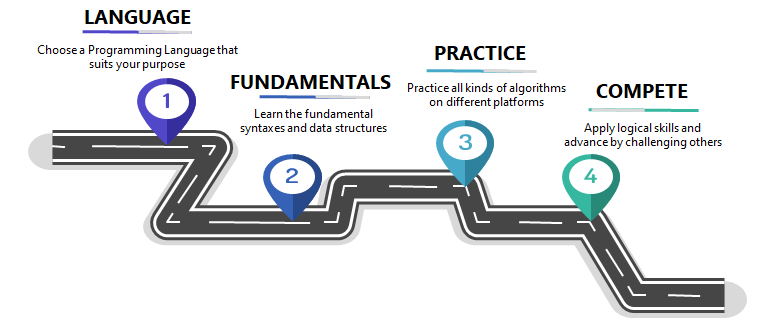 LANGUAGE
Choose a Programming Language that
suits your purpose
1
FUNDAMENTALS
Learn the fundamental
syntaxes and data structures
2
PRACTICE
Practice all kinds of algorithms
on different platforms
3
COMPETE
Apply logical skills and
advance by challenging others
4